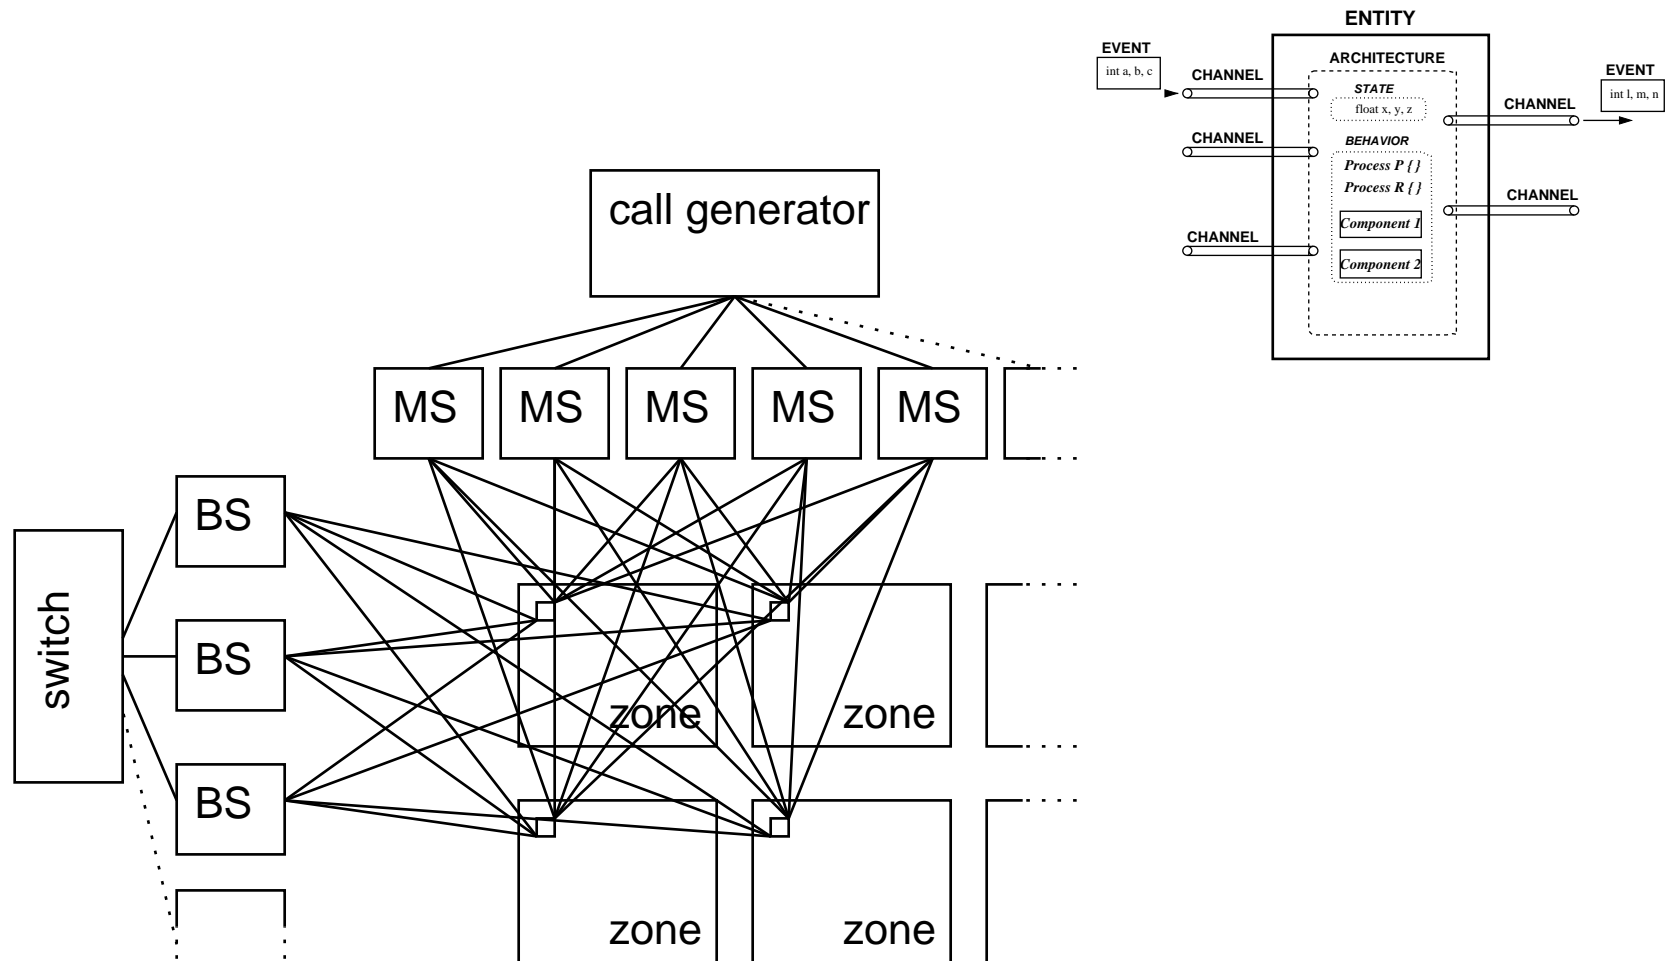 ENTITY
EVENT
int a, b, c
CHANNEL
ARCHITECTURE
STATE
float x, y, z
EVENT
int l, m, n
CHANNEL
CHANNEL
BEHAVIOR
Process P { }
Process R { }
CHANNEL
Component 1
CHANNEL
Component 2
call generator
MS
MS
MS
MS
MS
BS
BS
BS
switch
zone
zone
zone
zone